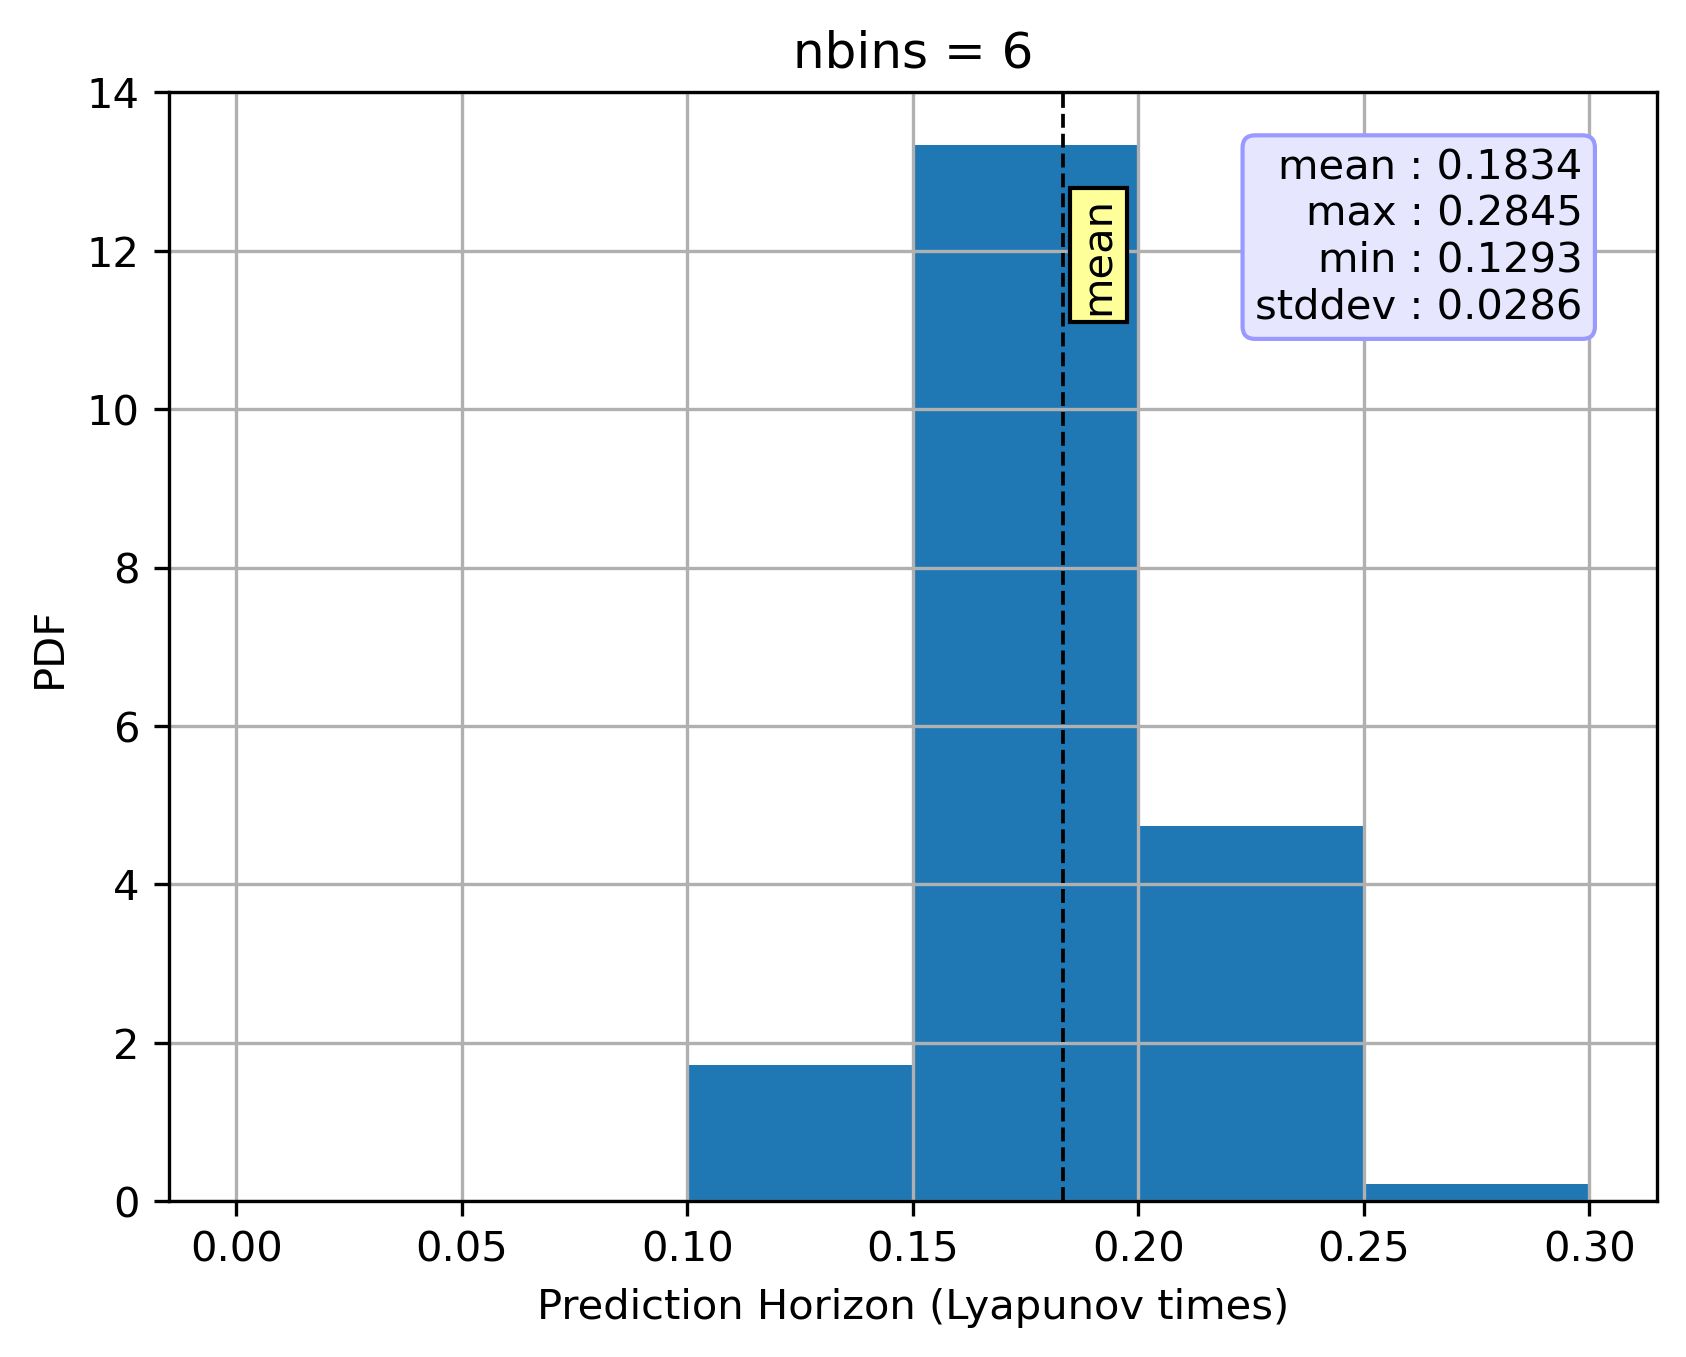 nbins = 6
14
12
10
8
6
4
2
0
PDF
mean
mean : 0.1834
max : 0.2845
min : 0.1293
stddev : 0.0286
0.00 0.05 0.10 0.15 0.20 0.25 0.30
Prediction Horizon (Lyapunov times)